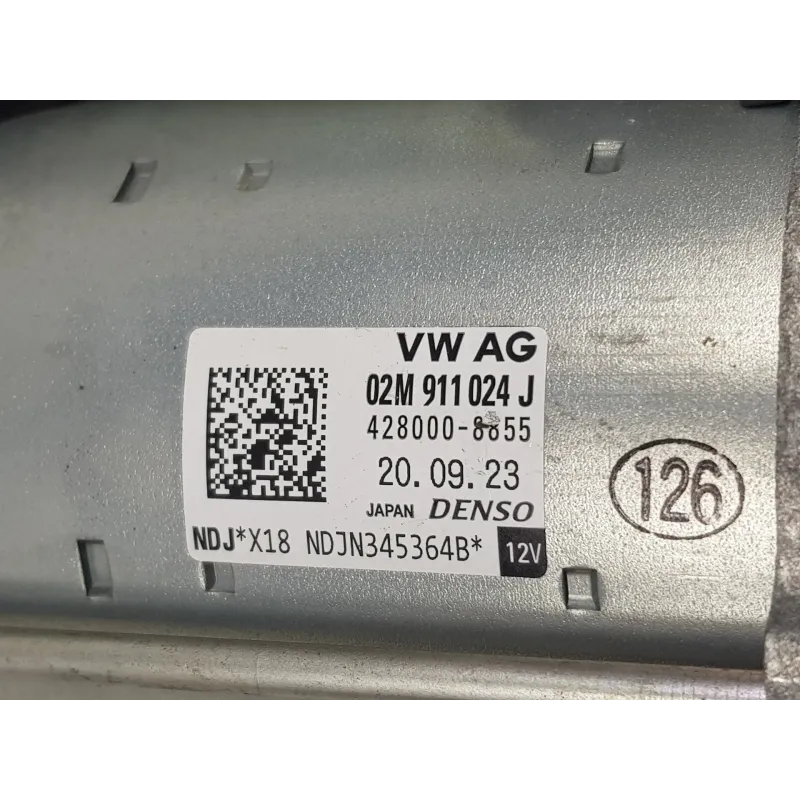 VW AG
02M 911 024 J
428000-8855
20.09.23
JAPAN DENSO
NDJ*X18 NDJN345364B* 12V
126